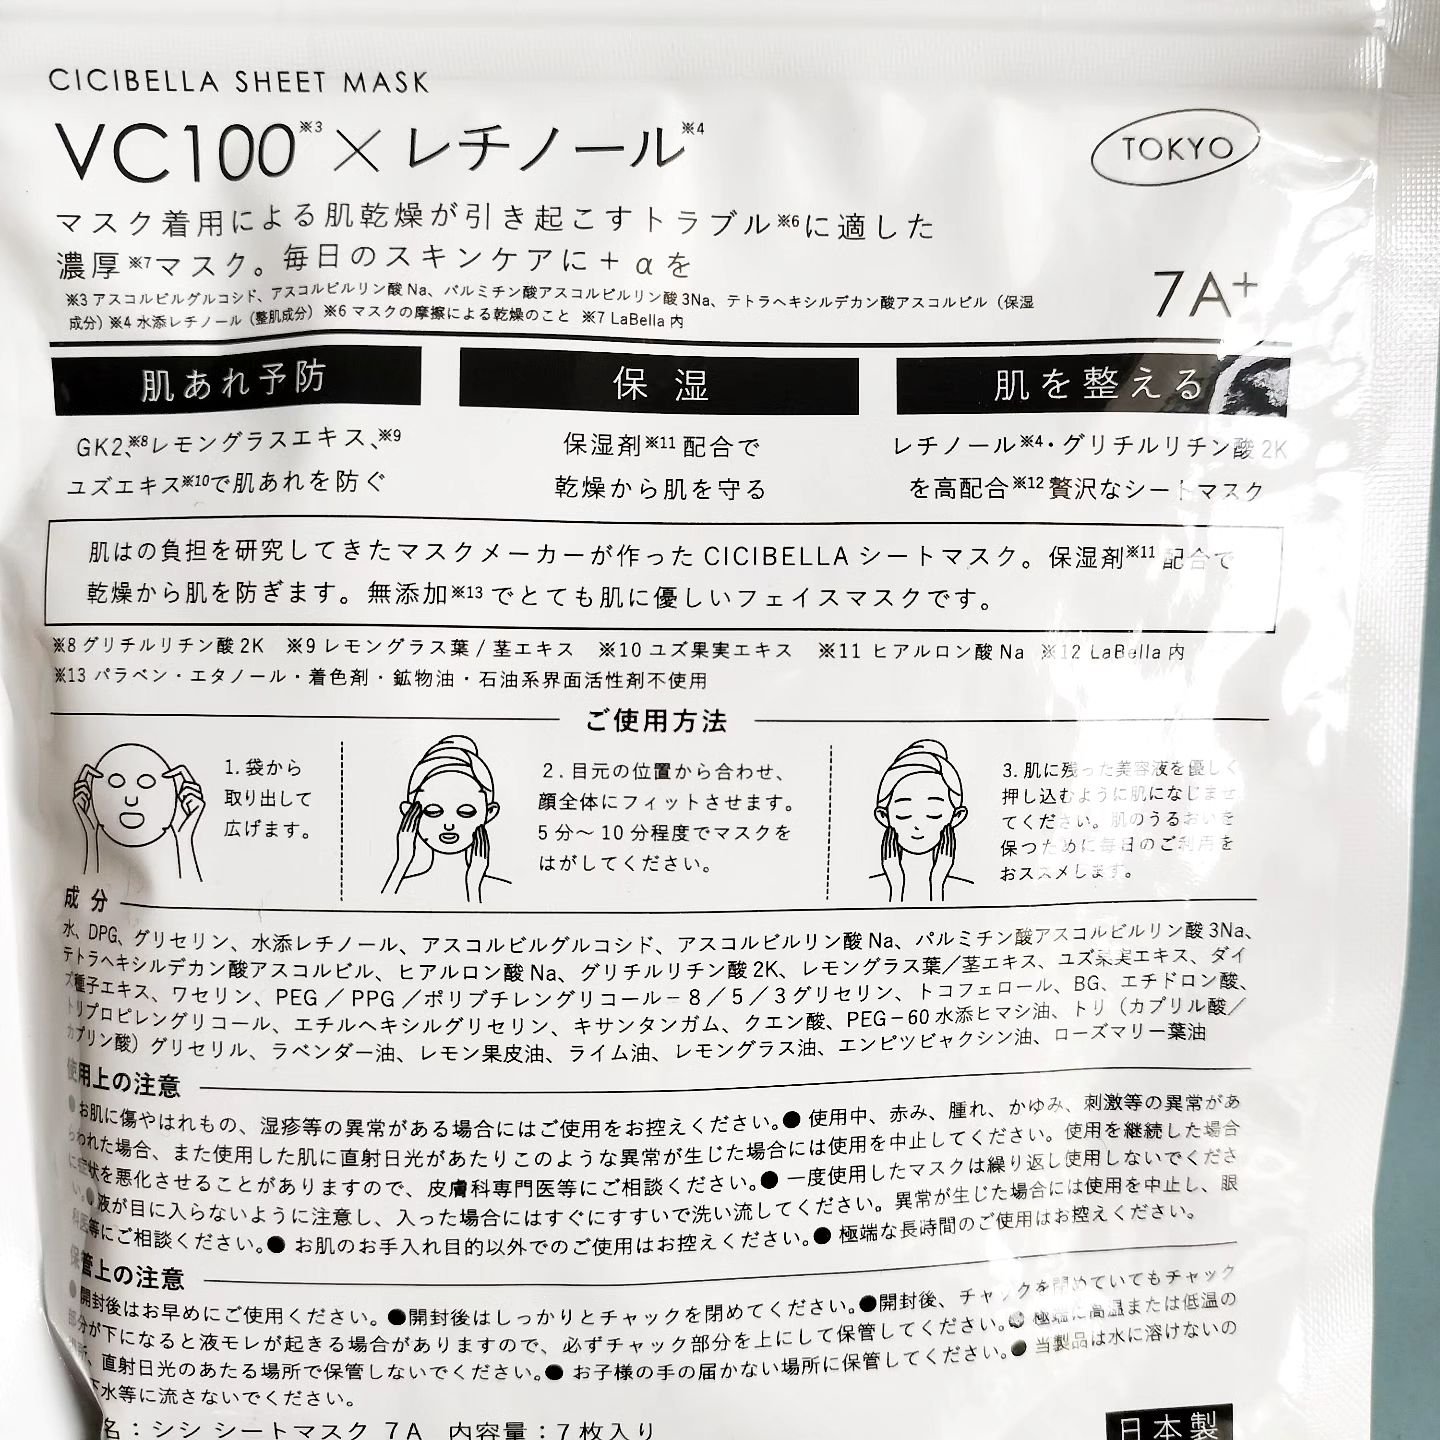 CICIBELLA SHEET MASK
VC100※3×レチノール※4
TOKYO
マスク着用による肌乾燥が引き起こすトラブル※6に適した
濃厚※7マスク。毎日のスキンケアに+αを
7A+
※3 アスコルビルグルコシド、アスコルビルリン酸Na、パルミチン酸アスコルビルリン酸3Na、テトラヘキシルデカン酸アスコルビル（保湿
成分）※4 水添レチノール（整肌成分）※6 マスクの摩擦による乾燥のこと ※7 LaBella内
肌あれ予防
GK2、※8レモングラスエキス、※9
ユズエキス※10で肌あれを防ぐ
保湿
保湿剤※11配合で
乾燥から肌を守る
肌を整える
レチノール※4・グリチルリチン酸2K
を高配合※12贅沢なシートマスク
肌はの負担を研究してきたマスクメーカーが作ったCICIBELLAシートマスク。保湿剤※11配合で
乾燥から肌を防ぎます。無添加※13でとても肌に優しいフェイスマスクです。
※8 グリチルリチン酸2K ※9 レモングラス葉/茎エキス ※10 ユズ果実エキス ※11 ヒアルロン酸Na ※12 LaBella内
※13 パラベン・エタノール・着色剤・鉱物油・石油系界面活性剤不使用
ご使用方法
1. 袋から
取り出して
広げます。
2. 目元の位置から合わせ、
顔全体にフィットさせます。
5分〜10分程度でマスクを
はがしてください。
3. 肌に残った美容液を優しく
押し込むように肌になじませ
てください。肌のうるおいを
保つために毎日のご利用を
おススメします。
成分
水、DPG、グリセリン、水添レチノール、アスコルビルグルコシド、アスコルビルリン酸Na、パルミチン酸アスコルビルリン酸3Na、
テトラヘキシルデカン酸アスコルビル、ヒアルロン酸Na、グリチルリチン酸2K、レモングラス葉/茎エキス、ユズ果実エキス、ダイ
ズ種子エキス、ワセリン、PEG／PPG／ポリブチレングリコール－8／5／3グリセリン、トコフェロール、BG、エチドロン酸、
トリプロピレングリコール、エチルヘキシルグリセリン、キサンタンガム、クエン酸、PEG－60水添ヒマシ油、トリ（カプリル酸／
カプリン酸）グリセリル、ラベンダー油、レモン果皮油、ライム油、レモングラス油、エンピツビャクシン油、ローズマリー葉油
使用上の注意
●お肌に傷やはれもの、湿疹等の異常がある場合にはご使用をお控えください。●使用中、赤み、腫れ、かゆみ、刺激等の異常があ
らわれた場合、また使用した肌に直射日光があたりこのような異常が生じた場合には使用を中止してください。使用を継続した場合
に症状を悪化させることがありますので、皮膚科専門医等にご相談ください。●一度使用したマスクは繰り返し使用しないでくださ
い。●液が目に入らないように注意し、入った場合にはすぐにすすいで洗い流してください。異常が生じた場合には使用を中止し、眼
科医等にご相談ください。●お肌のお手入れ目的以外でのご使用はお控えください。●極端な長時間のご使用はお控えください。
保管上の注意
●開封後はお早めにご使用ください。●開封後はしっかりとチャックを閉めてください。●開封後、チャックを閉めていてもチャック
部分が下になると液モレが起きる場合がありますので、必ずチャック部分を上にして保管してください。●極端に高温または低温の
場所、直射日光のあたる場所で保管しないでください。●お子様の手の届かない場所に保管してください。●当製品は水に溶けないの
下水等に流さないでください。
名：シシ シートマスク 7A 内容量：7枚入り
日本製